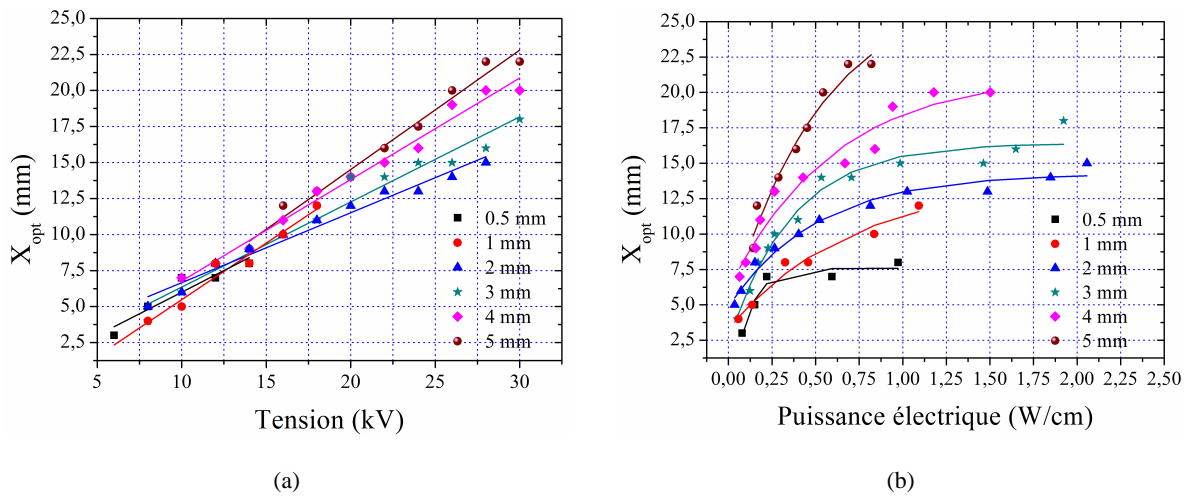 25,0
22,5
20,0
17,5
15,0
12,5
10,0
7,5
5,0
2,5
X_opt (mm)
5 10 15 20 25 30
Tension (kV)
0.5 mm
1 mm
2 mm
3 mm
4 mm
5 mm
(a)
25,0
22,5
20,0
17,5
15,0
12,5
10,0
7,5
5,0
2,5
X_opt (mm)
0,00 0,25 0,50 0,75 1,00 1,25 1,50 1,75 2,00 2,25 2,50
Puissance électrique (W/cm)
0.5 mm
1 mm
2 mm
3 mm
4 mm
5 mm
(b)